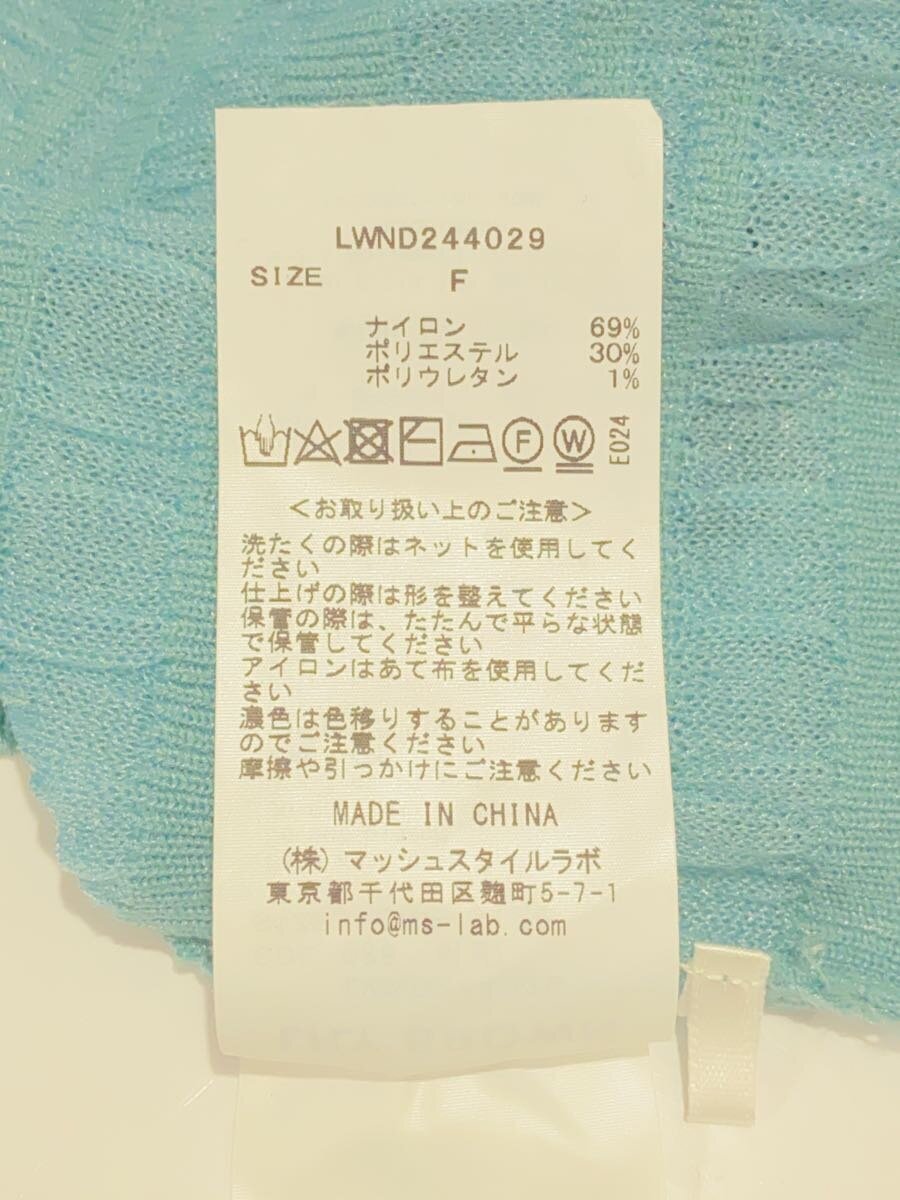 LWND244029
SIZE F
ナイロン 69%
ポリエステル 30%
ポリウレタン 1%
F W E024
<お取り扱い上のご注意>
洗たくの際はネットを使用してく
ださい
仕上げの際は形を整えてください
保管の際は、たたんで平らな状態
で保管してください
アイロンはあて布を使用してくだ
さい
濃色は色移りすることがあります
のでご注意ください
摩擦や引っかけにご注意ください
MADE IN CHINA
(株)マッシュスタイルラボ
東京都千代田区麹町5-7-1
info@ms-lab.com